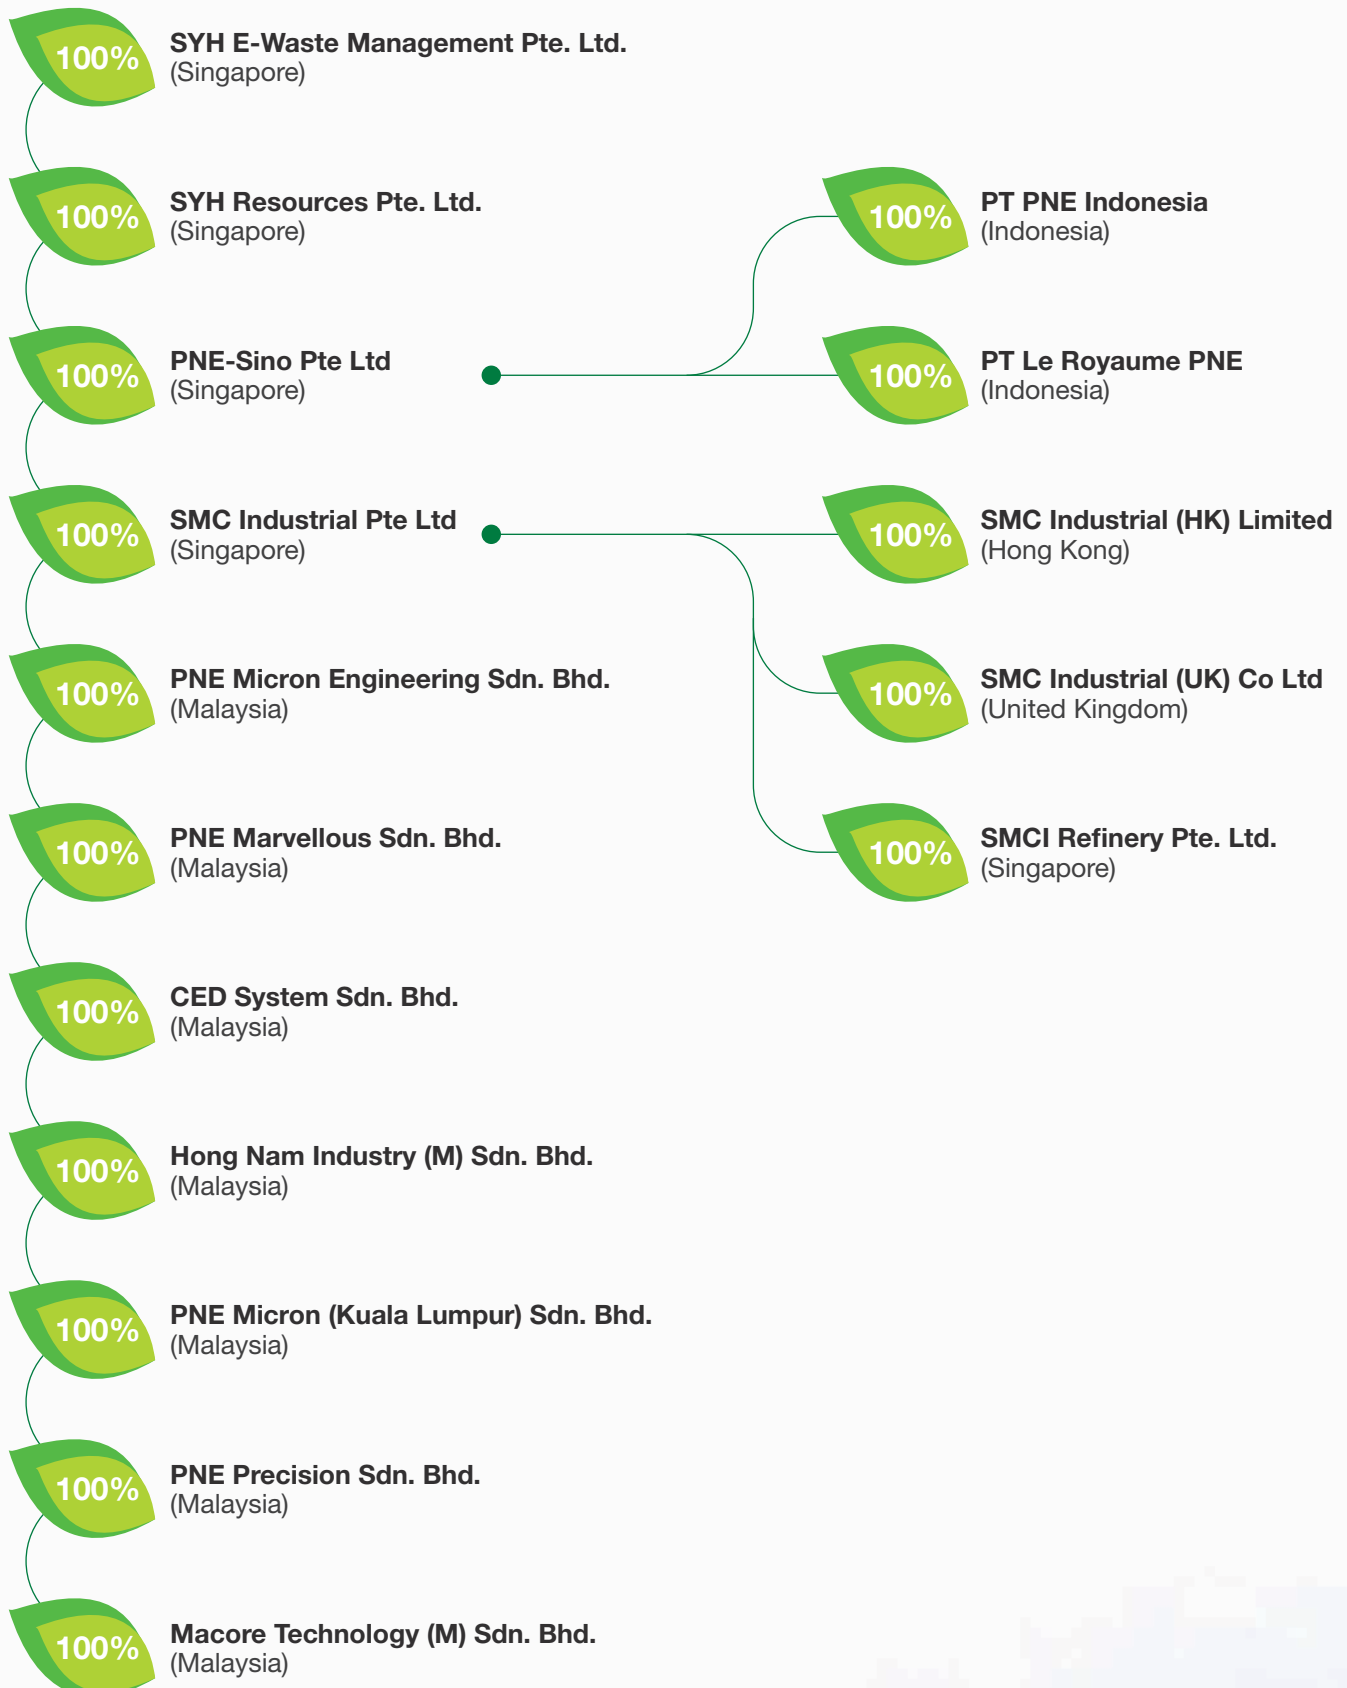 100%
SYH E-Waste Management Pte. Ltd.
(Singapore)
100%
SYH Resources Pte. Ltd.
(Singapore)
100%
PNE-Sino Pte Ltd
(Singapore)
100%
SMC Industrial Pte Ltd
(Singapore)
100%
PNE Micron Engineering Sdn. Bhd.
(Malaysia)
100%
PNE Marvellous Sdn. Bhd.
(Malaysia)
100%
CED System Sdn. Bhd.
(Malaysia)
100%
Hong Nam Industry (M) Sdn. Bhd.
(Malaysia)
100%
PNE Micron (Kuala Lumpur) Sdn. Bhd.
(Malaysia)
100%
PNE Precision Sdn. Bhd.
(Malaysia)
100%
Macore Technology (M) Sdn. Bhd.
(Malaysia)
100%
PT PNE Indonesia
(Indonesia)
100%
PT Le Royaume PNE
(Indonesia)
100%
SMC Industrial (HK) Limited
(Hong Kong)
100%
SMC Industrial (UK) Co Ltd
(United Kingdom)
100%
SMCI Refinery Pte. Ltd.
(Singapore)